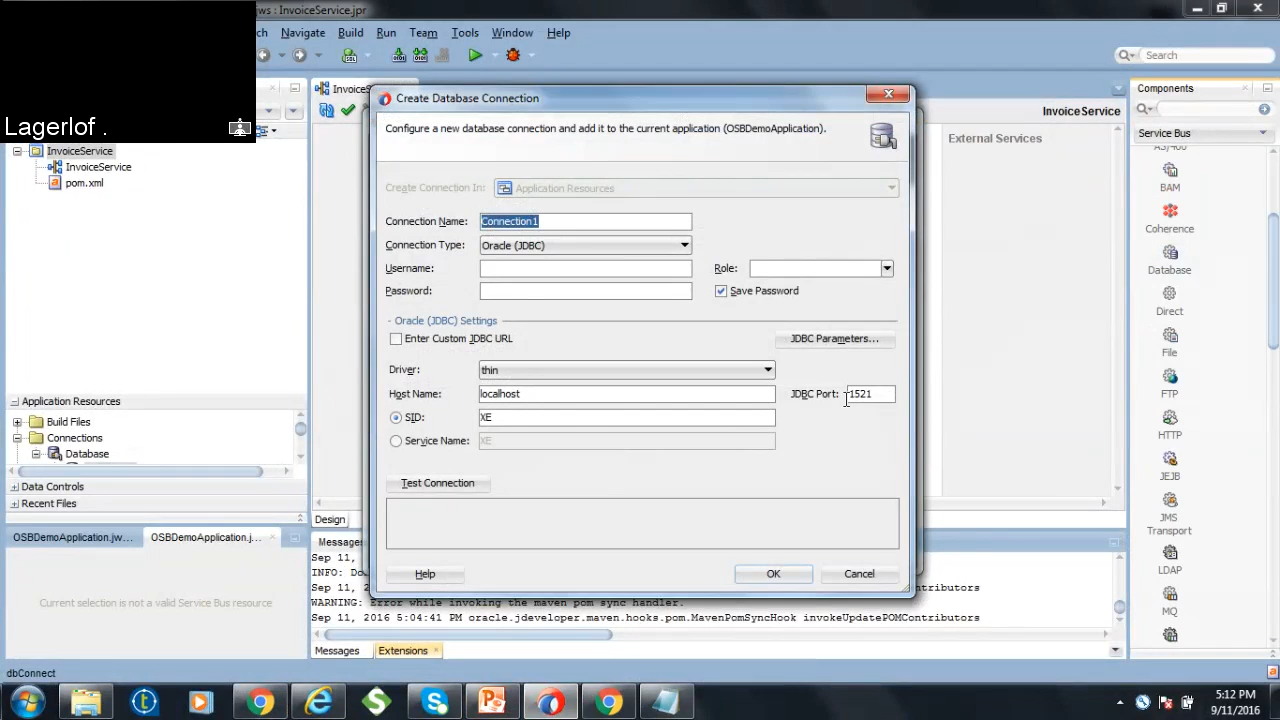 ws : InvoiceService.jpr
ch Navigate Build Run Team Tools Window Help
Search
Lagerlof .
InvoiceService
InvoiceService
pom.xml
Application Resources
Build Files
Connections
Database
Data Controls
Recent Files
OSBDemoApplication.jw...
OSBDemoApplication.j...
Current selection is not a valid Service Bus resource
dbConnect
InvoiceSe
InvoiceService
External Services
Design
Create Database Connection
Configure a new database connection and add it to the current application (OSBDemoApplication).
Create Connection In: Application Resources
Connection Name: Connection1
Connection Type: Oracle (JDBC)
Username:
Role:
Password:
Save Password
Oracle (JDBC) Settings
Enter Custom JDBC URL
JDBC Parameters...
Driver: thin
Host Name: localhost
JDBC Port: 1521
SID: XE
Service Name: XE
Test Connection
Help
OK
Cancel
Messages
Sep 11,
INFO: Do
Sep 11, ontributors
WARNING: Error while invoking the maven pom sync handler.
Sep 11, 2016 5:04:41 PM oracle.jdeveloper.maven.hooks.pom.MavenPomSyncHook invokeUpdatePOMContributors
Messages
Extensions
Components
Service Bus
AS/400
BAM
Coherence
Database
Direct
File
FTP
HTTP
JEJB
JMS
Transport
LDAP
MQ
5:12 PM
9/11/2016